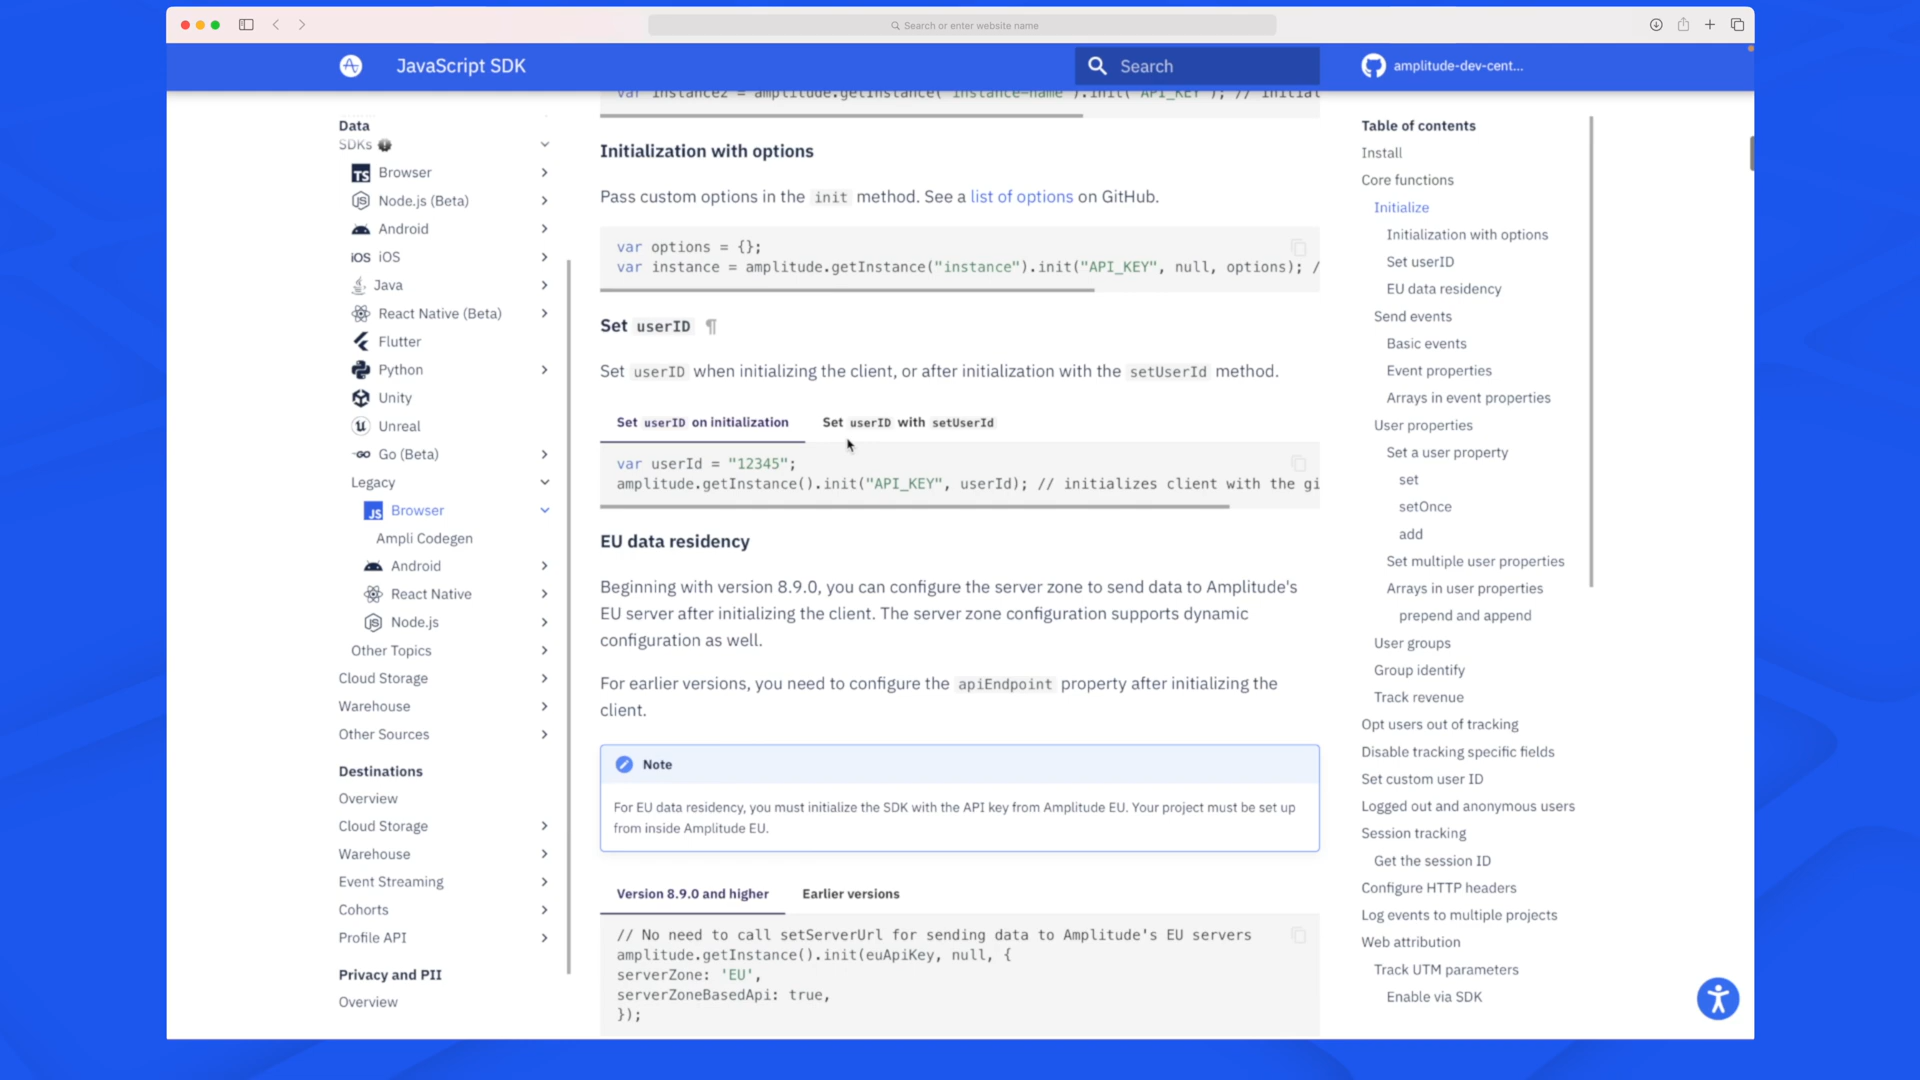 Search or enter website name
JavaScript SDK
Search
amplitude-dev-cent...
Data
SDKs
TS Browser
Node.js (Beta)
Android
iOS iOS
Java
React Native (Beta)
Flutter
Python
Unity
Unreal
Go (Beta)
Legacy
JS Browser
Ampli Codegen
Android
React Native
Node.js
Other Topics
Cloud Storage
Warehouse
Other Sources
Destinations
Overview
Cloud Storage
Warehouse
Event Streaming
Cohorts
Profile API
Privacy and PII
Overview
var instance2 = amplitude.getInstance("instance-name").init("API_KEY"); // initial
Initialization with options
Pass custom options in the init method. See a list of options on GitHub.
var options = {};
var instance = amplitude.getInstance("instance").init("API_KEY", null, options); /
Set userID ¶
Set userID when initializing the client, or after initialization with the setUserId method.
Set userID on initialization
Set userID with setUserId
var userId = "12345";
amplitude.getInstance().init("API_KEY", userId); // initializes client with the gi
EU data residency
Beginning with version 8.9.0, you can configure the server zone to send data to Amplitude's
EU server after initializing the client. The server zone configuration supports dynamic
configuration as well.
For earlier versions, you need to configure the apiEndpoint property after initializing the
client.
Note
For EU data residency, you must initialize the SDK with the API key from Amplitude EU. Your project must be set up
from inside Amplitude EU.
Version 8.9.0 and higher
Earlier versions
// No need to call setServerUrl for sending data to Amplitude's EU servers
amplitude.getInstance().init(euApiKey, null, {
serverZone: 'EU',
serverZoneBasedApi: true,
});
Table of contents
Install
Core functions
Initialize
Initialization with options
Set userID
EU data residency
Send events
Basic events
Event properties
Arrays in event properties
User properties
Set a user property
set
setOnce
add
Set multiple user properties
Arrays in user properties
prepend and append
User groups
Group identify
Track revenue
Opt users out of tracking
Disable tracking specific fields
Set custom user ID
Logged out and anonymous users
Session tracking
Get the session ID
Configure HTTP headers
Log events to multiple projects
Web attribution
Track UTM parameters
Enable via SDK